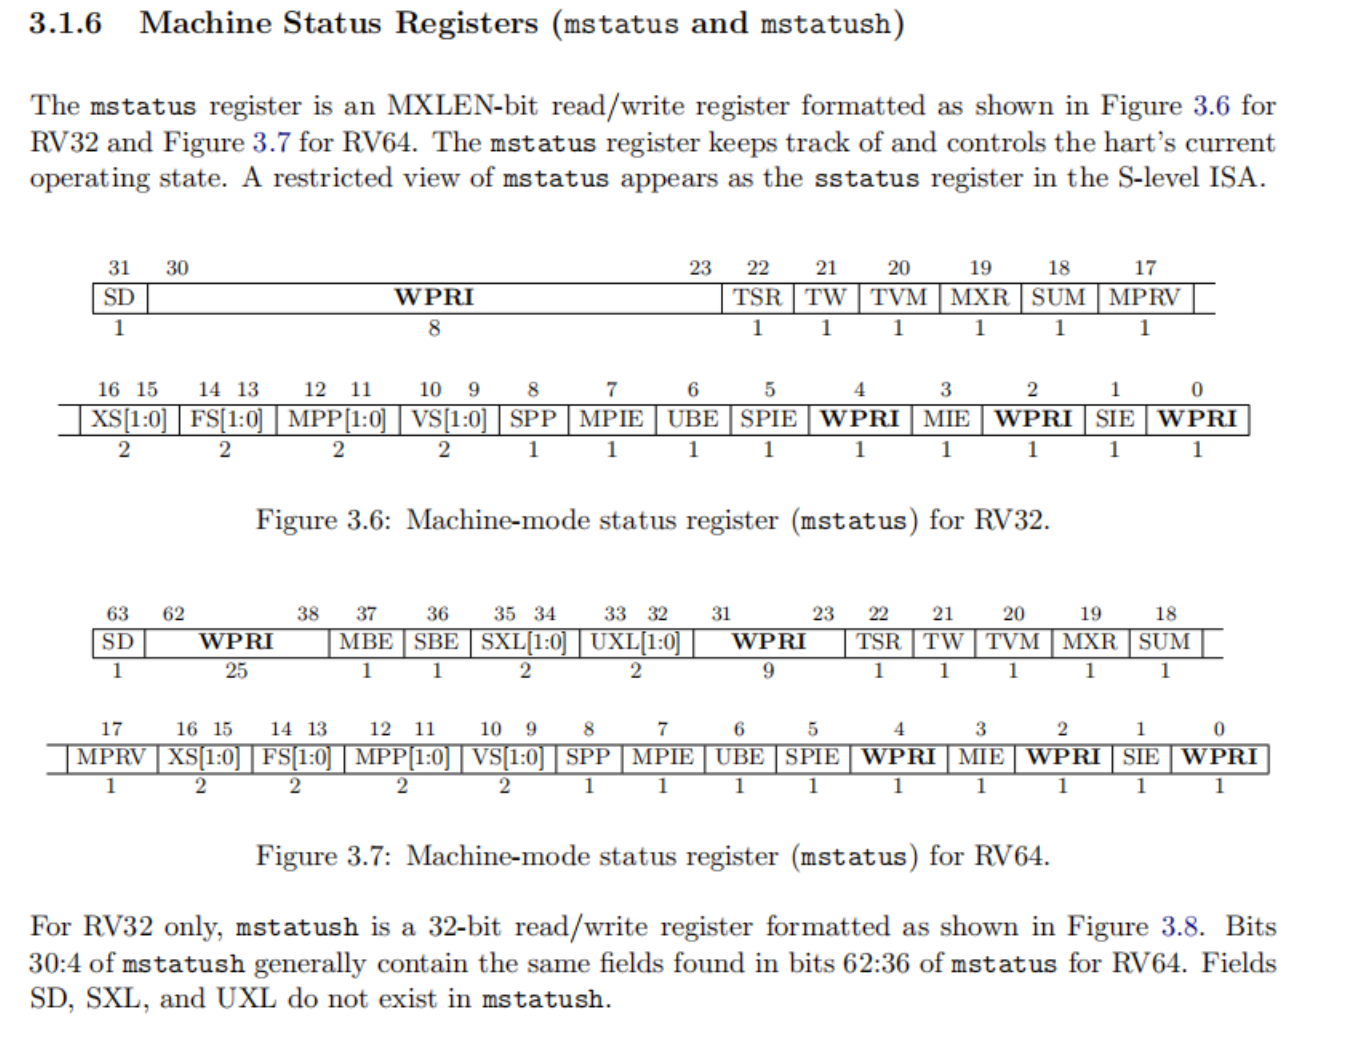 3.1.6 Machine Status Registers (mstatus and mstatush)
The mstatus register is an MXLEN-bit read/write register formatted as shown in Figure 3.6 for
RV32 and Figure 3.7 for RV64. The mstatus register keeps track of and controls the hart's current
operating state. A restricted view of mstatus appears as the sstatus register in the S-level ISA.
31 30 23 22 21 20 19 18 17
SD WPRI TSR TW TVM MXR SUM MPRV
1 8 1 1 1 1 1 1
16 15 14 13 12 11 10 9 8 7 6 5 4 3 2 1 0
XS[1:0] FS[1:0] MPP[1:0] VS[1:0] SPP MPIE UBE SPIE WPRI MIE WPRI SIE WPRI
2 2 2 2 1 1 1 1 1 1 1 1 1
Figure 3.6: Machine-mode status register (mstatus) for RV32.
63 62 38 37 36 35 34 33 32 31 23 22 21 20 19 18
SD WPRI MBE SBE SXL[1:0] UXL[1:0] WPRI TSR TW TVM MXR SUM
1 25 1 1 2 2 9 1 1 1 1 1
17 16 15 14 13 12 11 10 9 8 7 6 5 4 3 2 1 0
MPRV XS[1:0] FS[1:0] MPP[1:0] VS[1:0] SPP MPIE UBE SPIE WPRI MIE WPRI SIE WPRI
1 2 2 2 2 1 1 1 1 1 1 1 1 1
Figure 3.7: Machine-mode status register (mstatus) for RV64.
For RV32 only, mstatush is a 32-bit read/write register formatted as shown in Figure 3.8. Bits
30:4 of mstatush generally contain the same fields found in bits 62:36 of mstatus for RV64. Fields
SD, SXL, and UXL do not exist in mstatush.